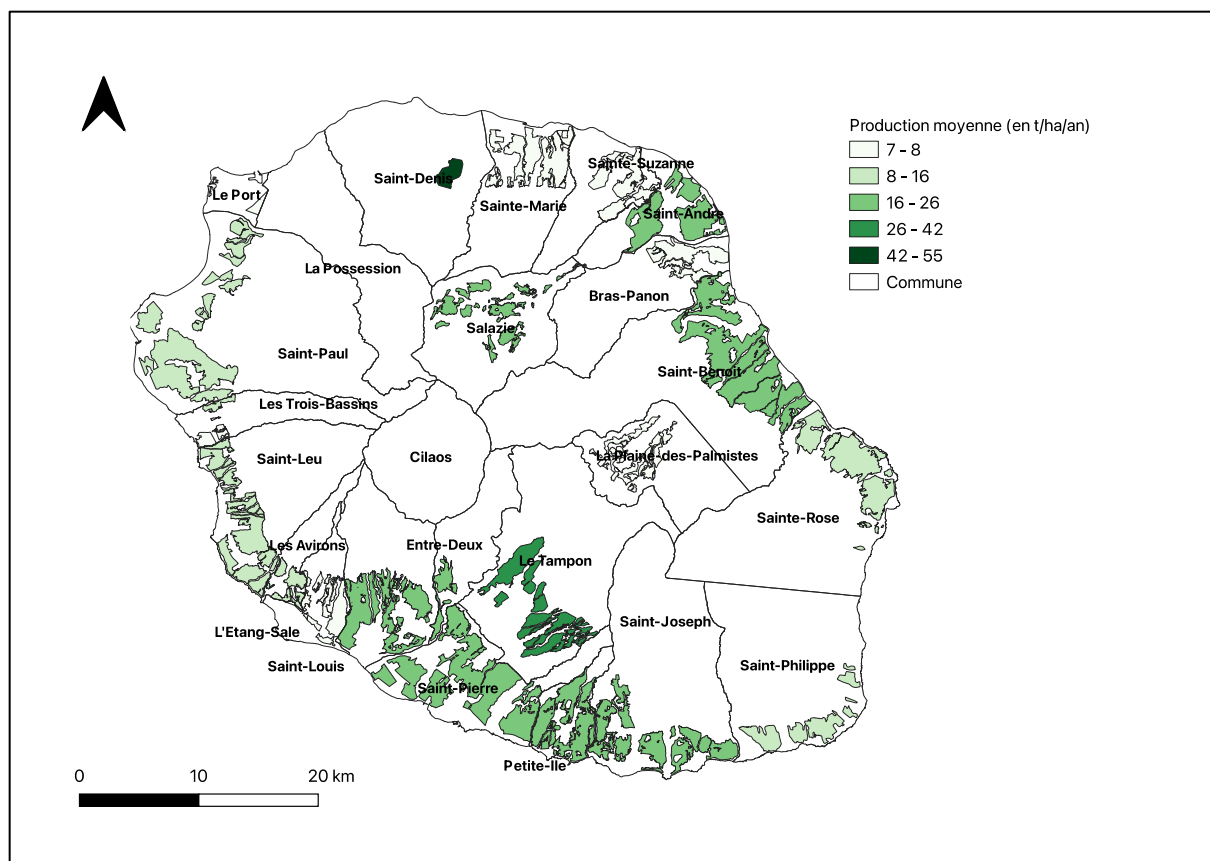 Production moyenne (en t/ha/an)
7 – 8
8 – 16
16 – 26
26 – 42
42 – 55
Commune
Sainte-Suzanne
Saint-Denis
Le Port
Sainte-Marie
Saint-André
La Possession
Bras-Panon
Salazie
Saint-Paul
Saint-Benoit
Les Trois-Bassins
Saint-Leu
Cilaos
La Plaine-des-Palmistes
Sainte-Rose
Les Avirons
Entre-Deux
Le Tampon
L'Etang-Sale
Saint-Joseph
Saint-Louis
Saint-Philippe
Saint-Pierre
Petite-Ile
0 10 20 km